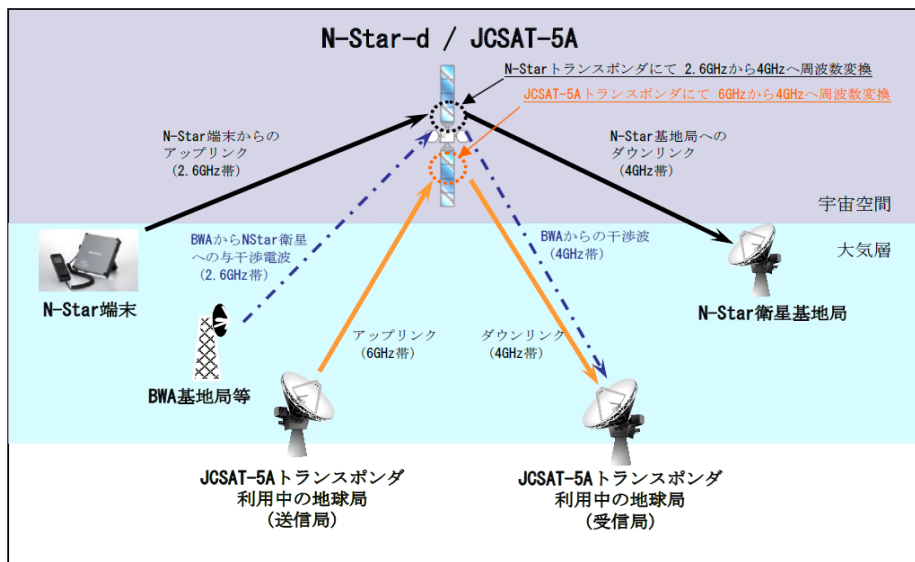 N-Star-d / JCSAT-5A
N-Starトランスポンダにて 2.6GHzから4GHzへ周波数変換
JCSAT-5Aトランスポンダにて 6GHzから4GHzへ周波数変換
N-Star端末からの
アップリンク
(2.6GHz帯)
N-Star基地局への
ダウンリンク
(4GHz帯)
宇宙空間
大気層
BWAからNStar衛星
への与干渉電波
(2.6GHz帯)
BWAからの干渉波
(4GHz帯)
N-Star端末
N-Star衛星基地局
アップリンク
(6GHz帯)
ダウンリンク
(4GHz帯)
BWA基地局等
JCSAT-5Aトランスポンダ
利用中の地球局
(送信局)
JCSAT-5Aトランスポンダ
利用中の地球局
(受信局)